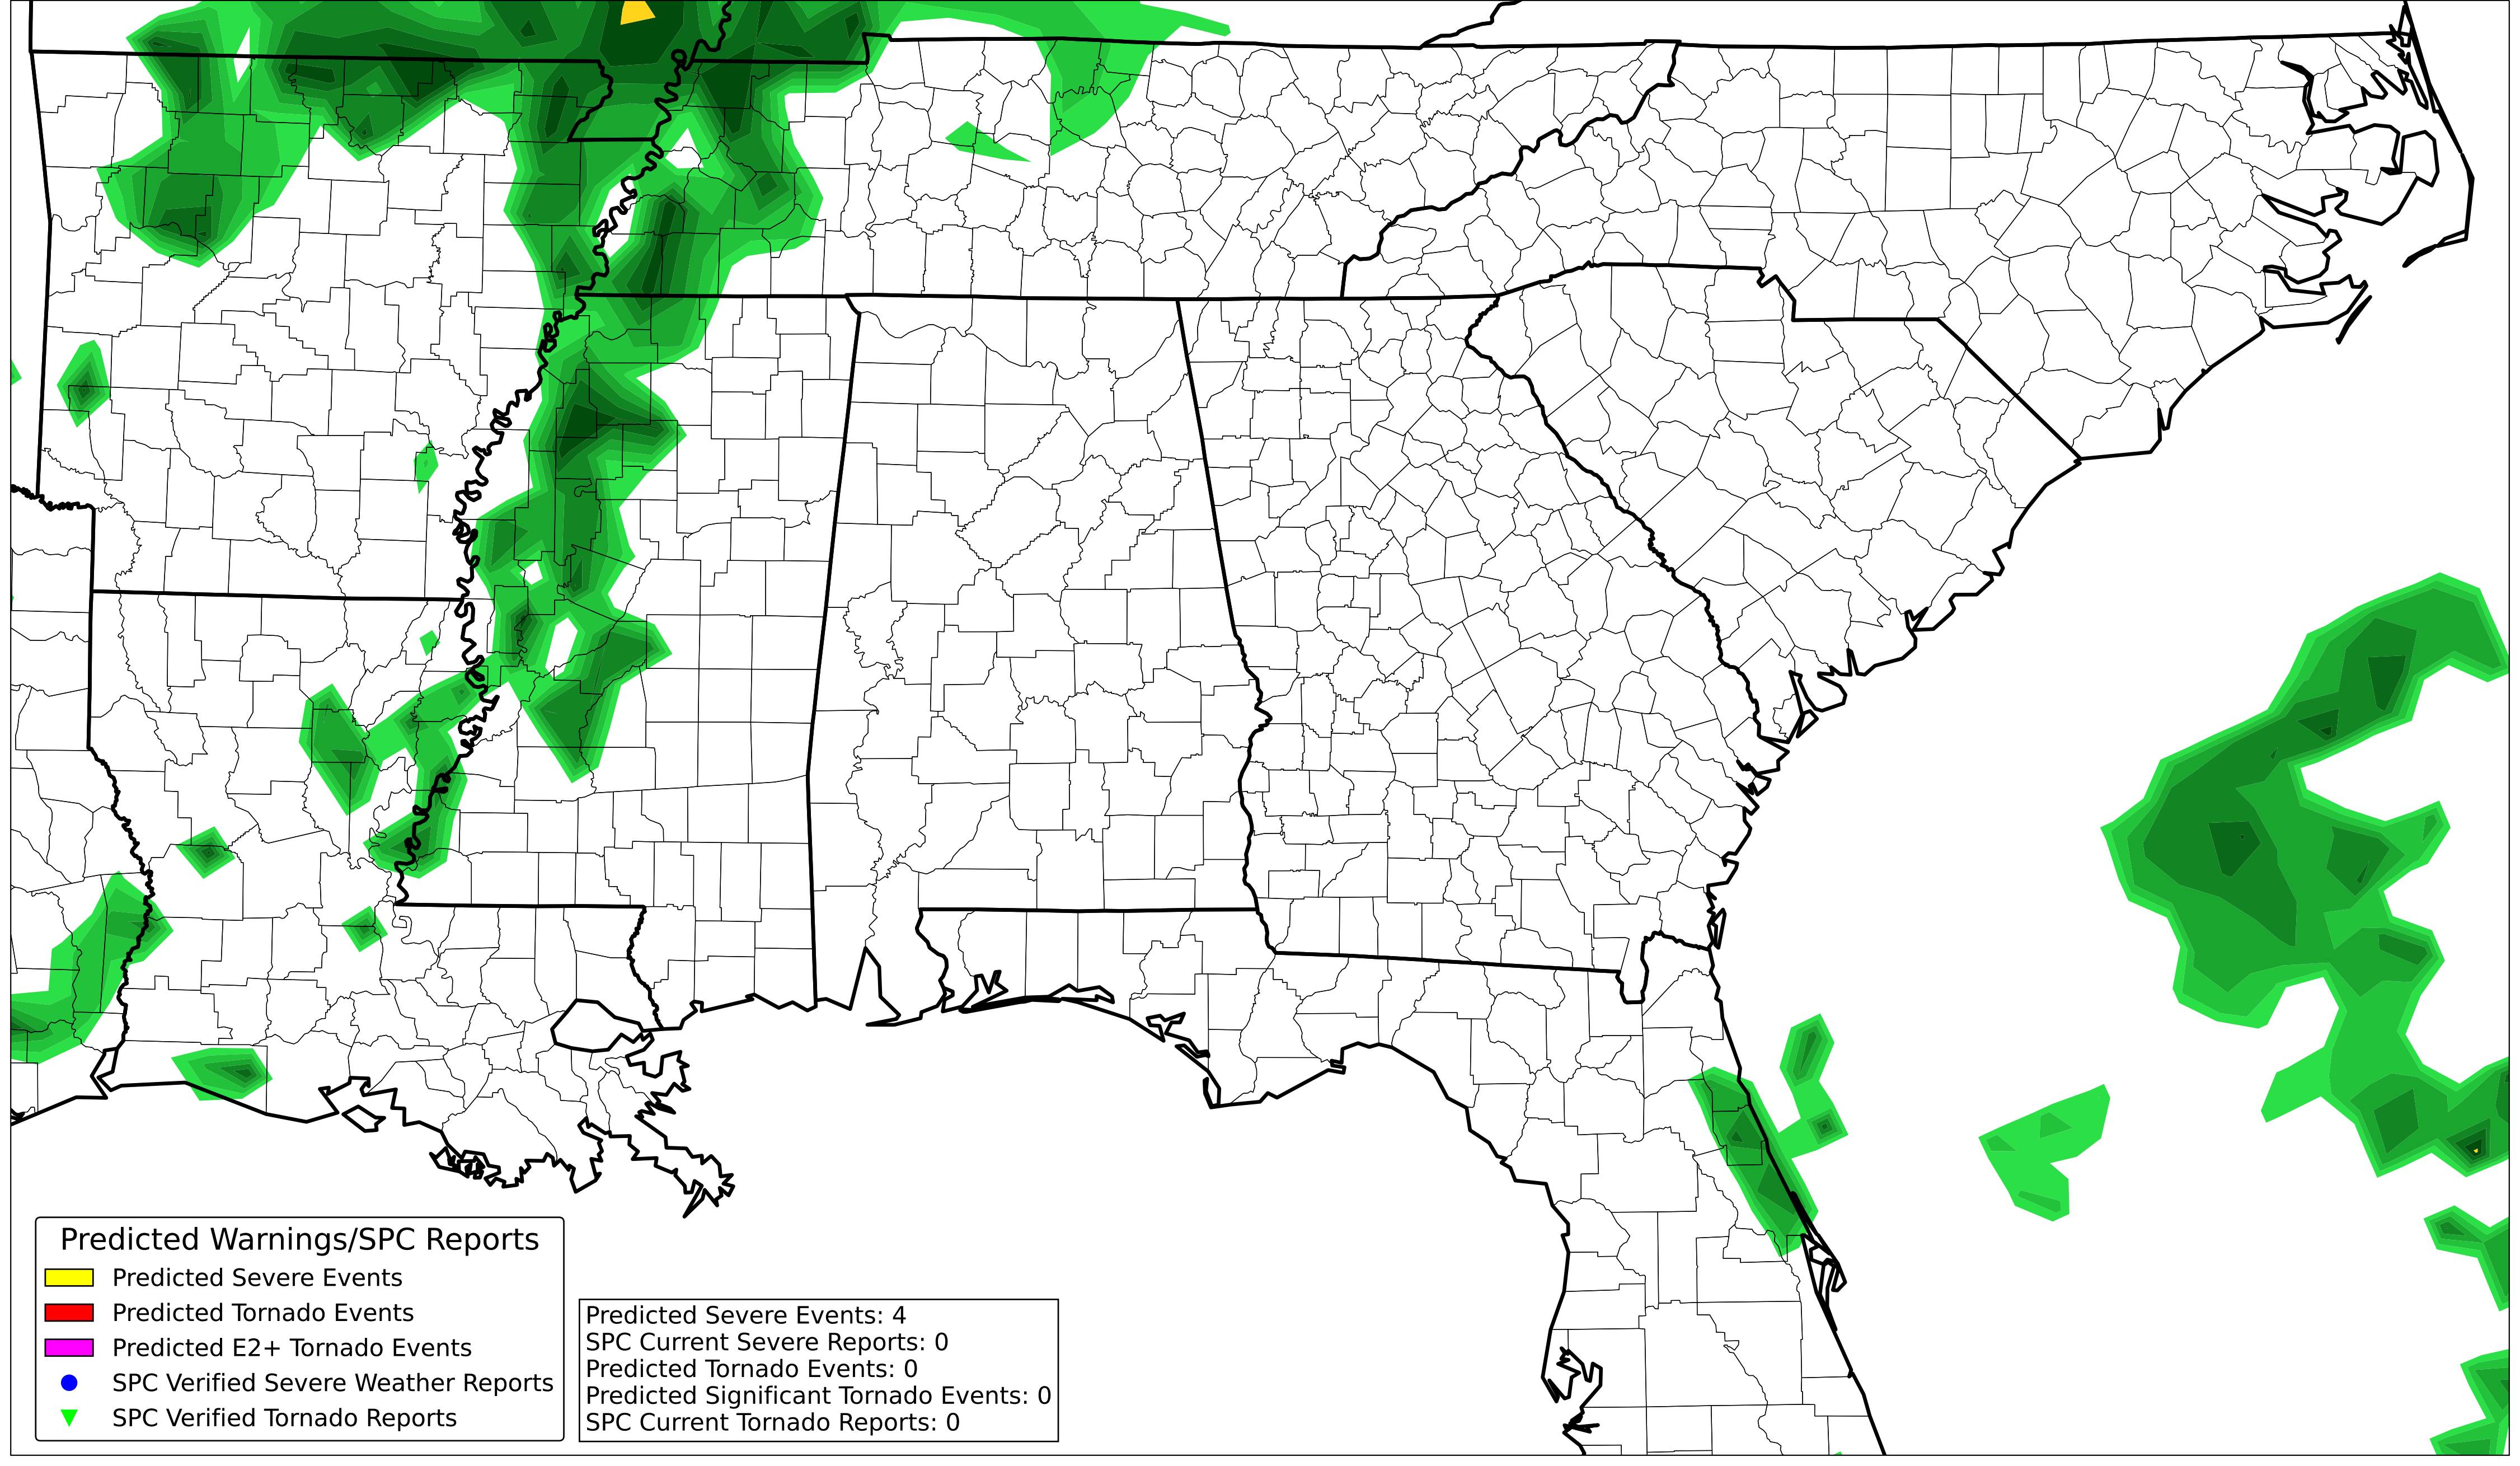 Predicted Warnings/SPC Reports
Predicted Severe Events
Predicted Tornado Events
Predicted E2+ Tornado Events
SPC Verified Severe Weather Reports
SPC Verified Tornado Reports
Predicted Severe Events: 4
SPC Current Severe Reports: 0
Predicted Tornado Events: 0
Predicted Significant Tornado Events: 0
SPC Current Tornado Reports: 0